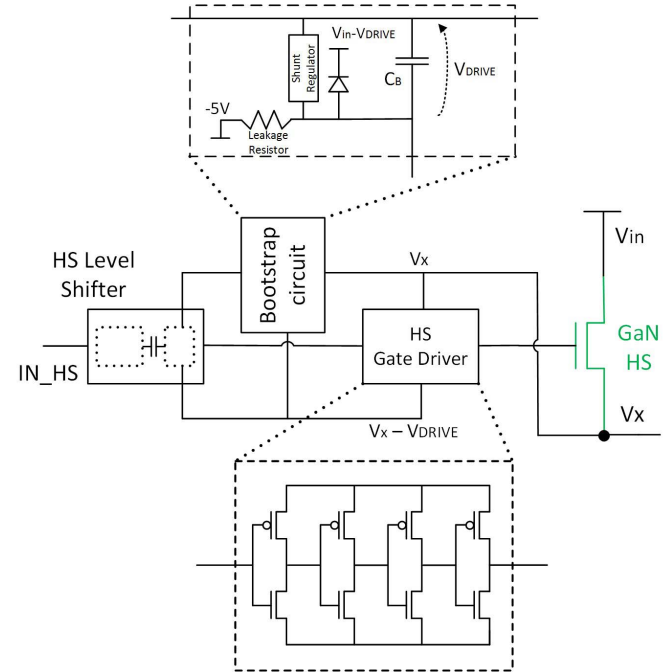 Vin-VDRIVE
Shunt
Regulator
CB
VDRIVE
-5V
Leakage
Resistor
HS Level
Shifter
Bootstrap
circuit
Vx
Vin
IN_HS
HS
Gate Driver
GaN
HS
Vx
Vx – VDRIVE